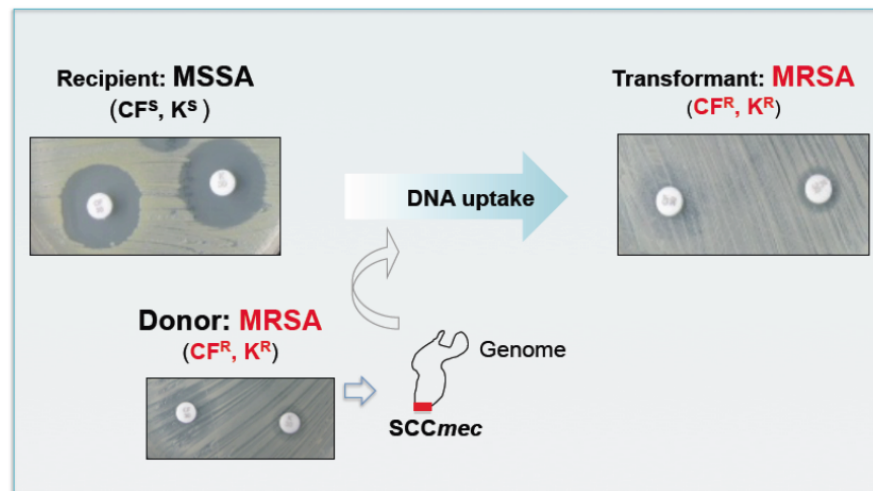 Recipient: MSSA
(CFS, KS)
Transformant: MRSA
(CFR, KR)
DNA uptake
Donor: MRSA
(CFR, KR)
Genome
SCCmec